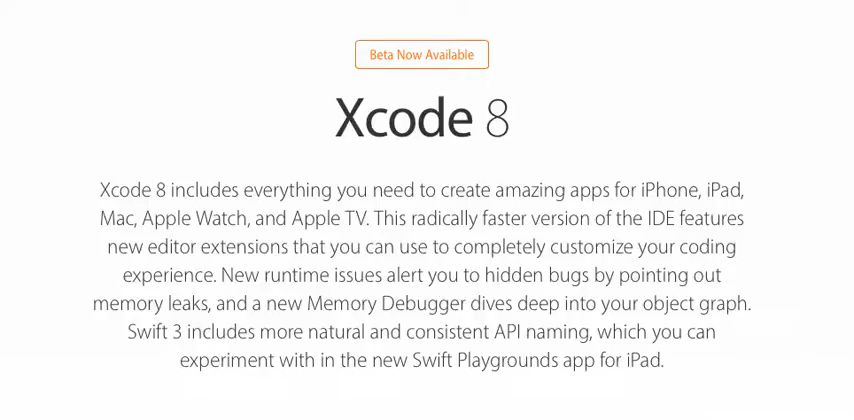 Beta Now Available
Xcode 8
Xcode 8 includes everything you need to create amazing apps for iPhone, iPad,
Mac, Apple Watch, and Apple TV. This radically faster version of the IDE features
new editor extensions that you can use to completely customize your coding
experience. New runtime issues alert you to hidden bugs by pointing out
memory leaks, and a new Memory Debugger dives deep into your object graph.
Swift 3 includes more natural and consistent API naming, which you can
experiment with in the new Swift Playgrounds app for iPad.